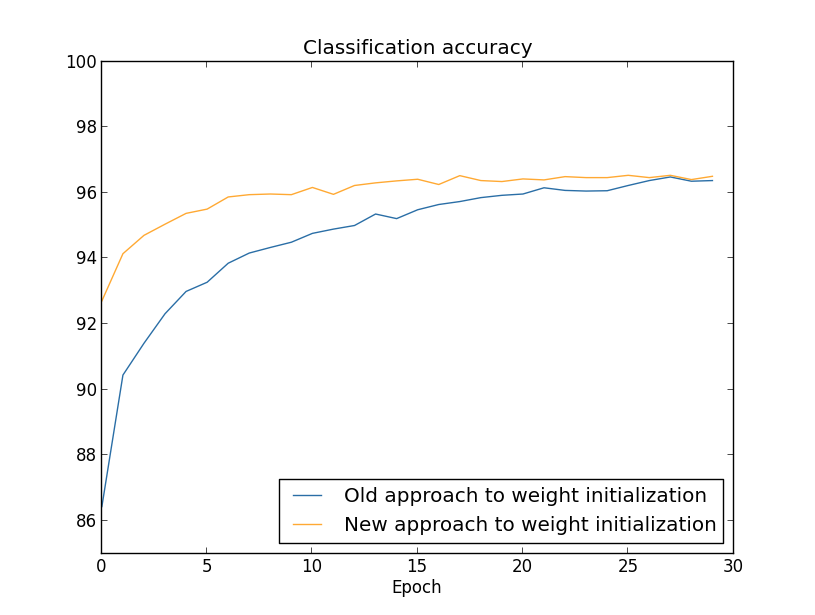 Classification accuracy
100
98
96
94
92
90
88
86
Old approach to weight initialization
New approach to weight initialization
0 5 10 15 20 25 30
Epoch